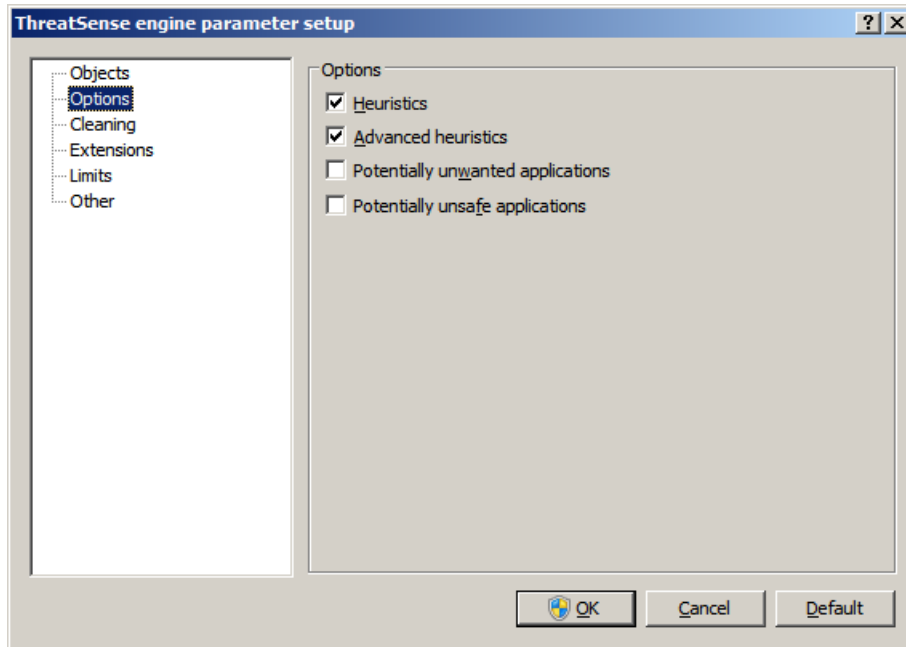 ThreatSense engine parameter setup
Objects
Options
Cleaning
Extensions
Limits
Other
Options
Heuristics
Advanced heuristics
Potentially unwanted applications
Potentially unsafe applications
OK
Cancel
Default